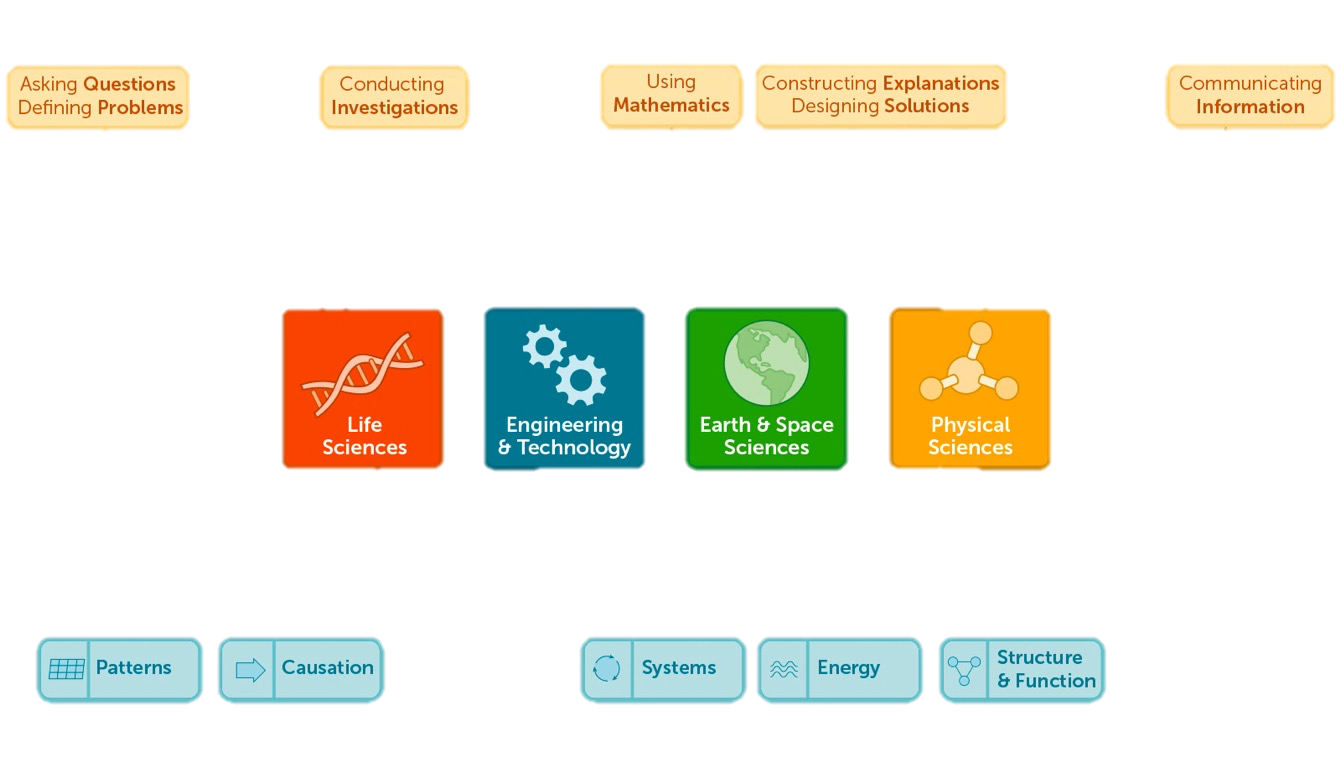 Asking Questions
Defining Problems
Conducting
Investigations
Using
Mathematics
Constructing Explanations
Designing Solutions
Communicating
Information
Life
Sciences
Engineering
& Technology
Earth & Space
Sciences
Physical
Sciences
Patterns
Causation
Systems
Energy
Structure
& Function